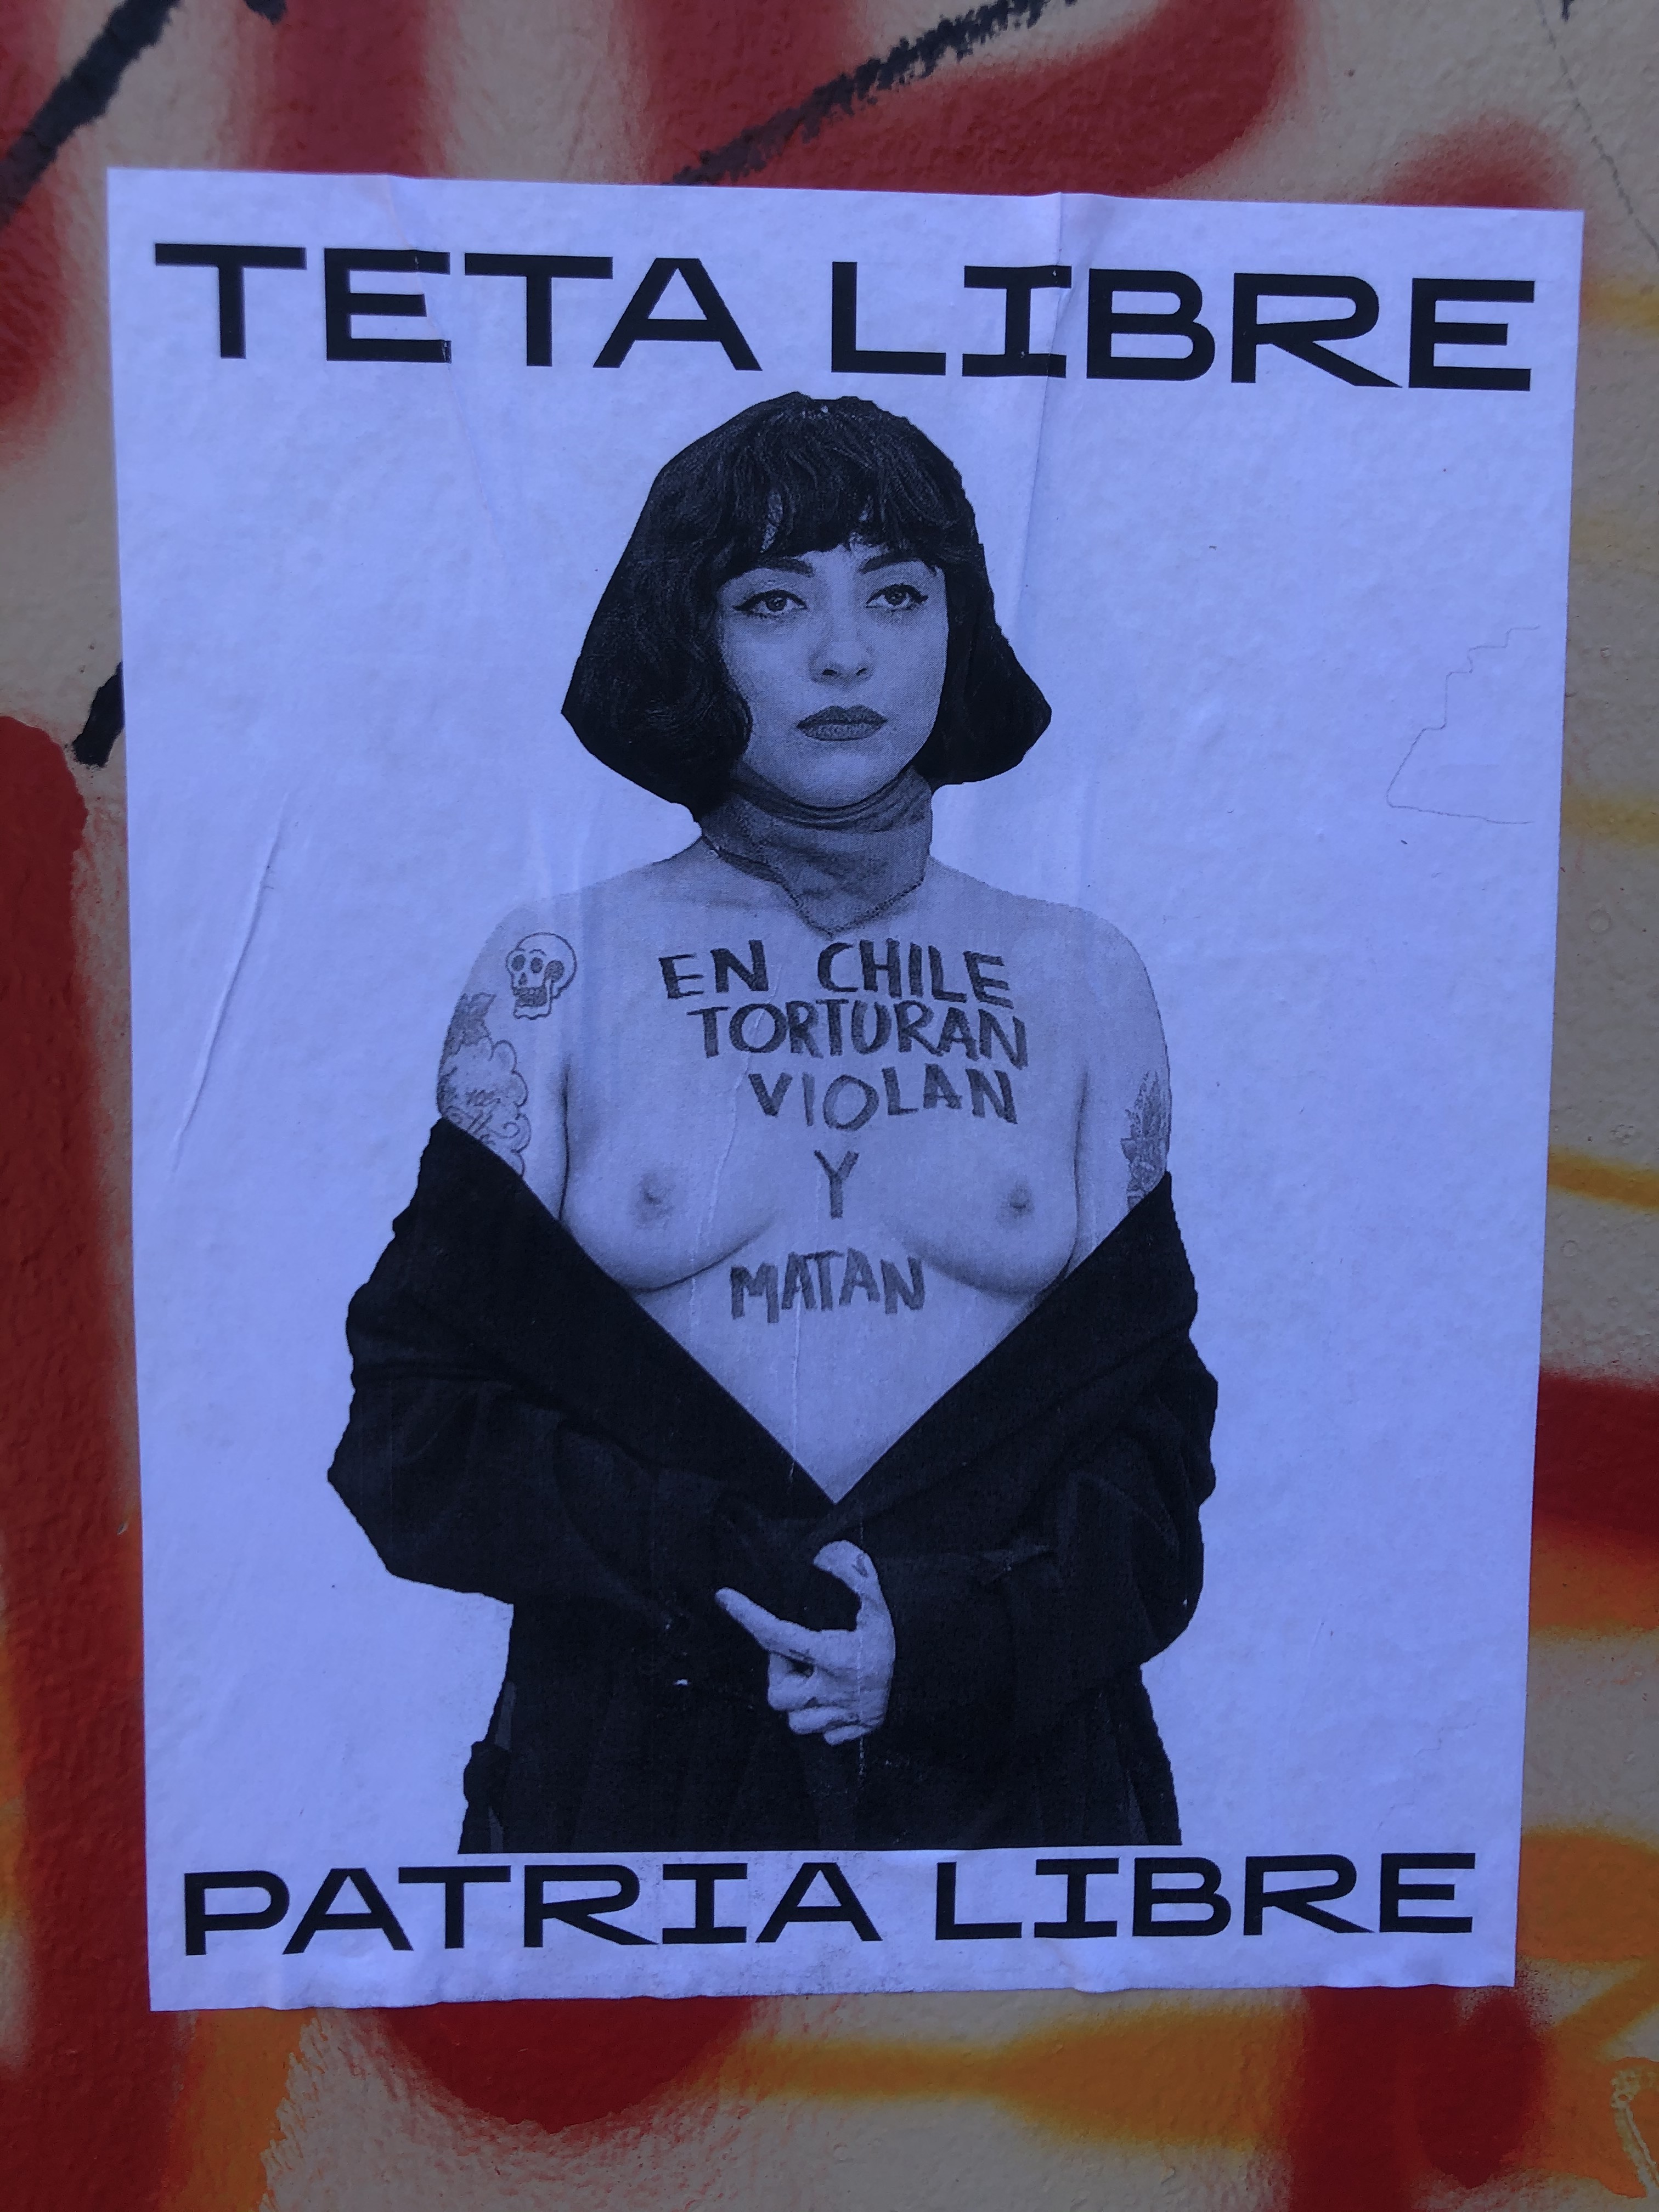 TETA LIBRE
EN CHILE
TORTURAN
VIOLAN
Y
MATAN
PATRIA LIBRE